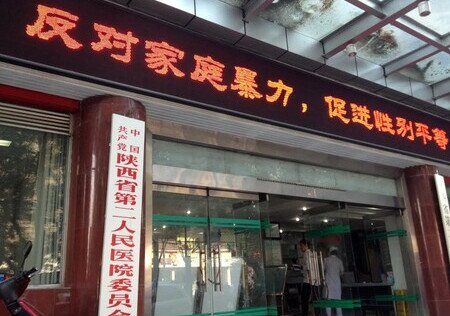 反对家庭暴力，促进性别平等
中国
共产党
陕西省第二人民医院委员会